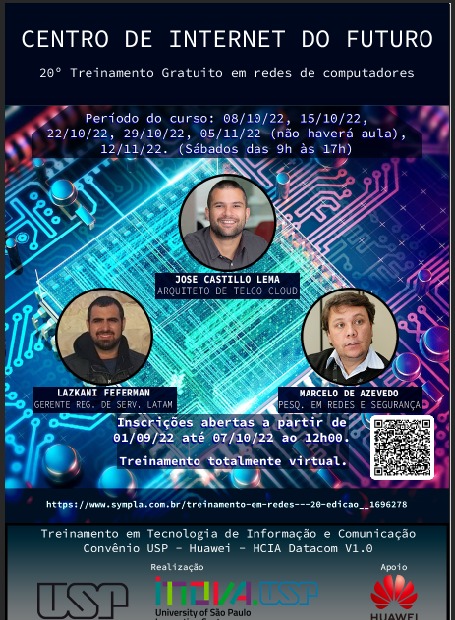 CENTRO DE INTERNET DO FUTURO
20º Treinamento Gratuito em redes de computadores
Período do curso: 08/10/22, 15/10/22,
22/10/22, 29/10/22, 05/11/22 (não haverá aula),
12/11/22. (Sábados das 9h às 17h)
JOSE CASTILLO LEMA
ARQUITETO DE TELCO CLOUD
LAZKANI FEFERMAN
GERENTE REG. DE SERV. LATAM
MARCELO DE AZEVEDO
PESQ. EM REDES E SEGURANÇA
Inscrições abertas a partir de
01/09/22 até 07/10/22 ao 12h00.
Treinamento totalmente virtual.
https://www.sympla.com.br/treinamento-em-redes---20-edicao__1696278
Treinamento em Tecnologia de Informação e Comunicação
Convênio USP - Huawei - HCIA Datacom V1.0
Realização
Apoio
USP
inova.USP
University of São Paulo
HUAWEI